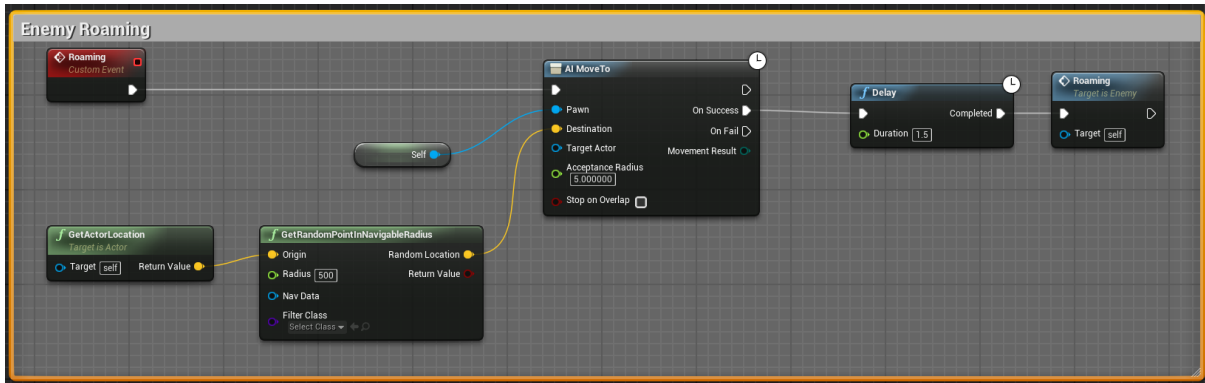 Enemy Roaming
Roaming
Custom Event
Self
GetActorLocation
Target is Actor
Target self Return Value
GetRandomPointInNavigableRadius
Origin Random Location
Radius 500 Return Value
Nav Data
Filter Class
Select Class
AI MoveTo
Pawn On Success
Destination On Fail
Target Actor Movement Result
Acceptance Radius
5.000000
Stop on Overlap
Delay
Completed
Duration 1.5
Roaming
Target is Enemy
Target self